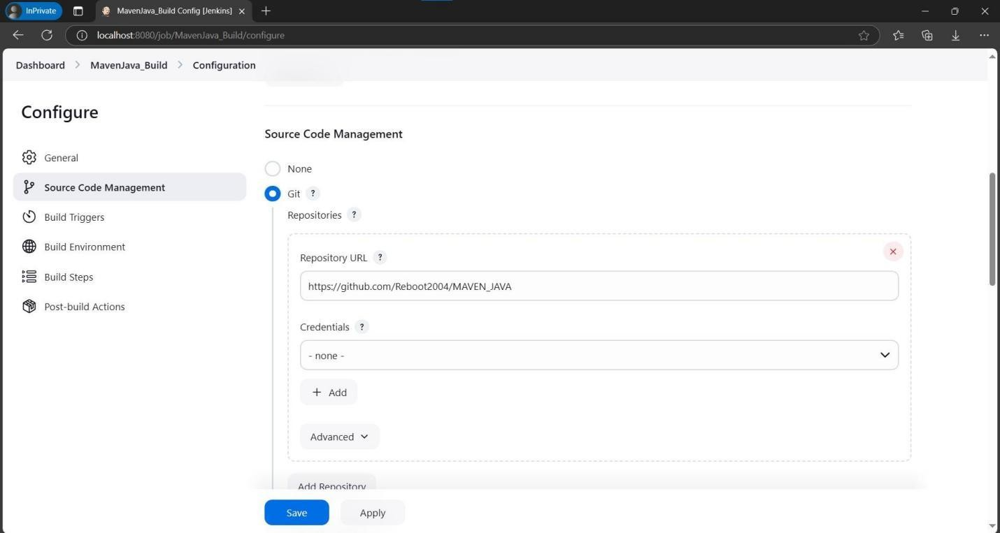 InPrivate
MavenJava_Build Config [Jenkins]
localhost:8080/job/MavenJava_Build/configure
Dashboard > MavenJava_Build > Configuration
Configure
General
Source Code Management
Build Triggers
Build Environment
Build Steps
Post-build Actions
Source Code Management
None
Git ?
Repositories ?
Repository URL ?
https://github.com/Reboot2004/MAVEN_JAVA
Credentials ?
- none -
+ Add
Advanced
Add Repository
Save
Apply